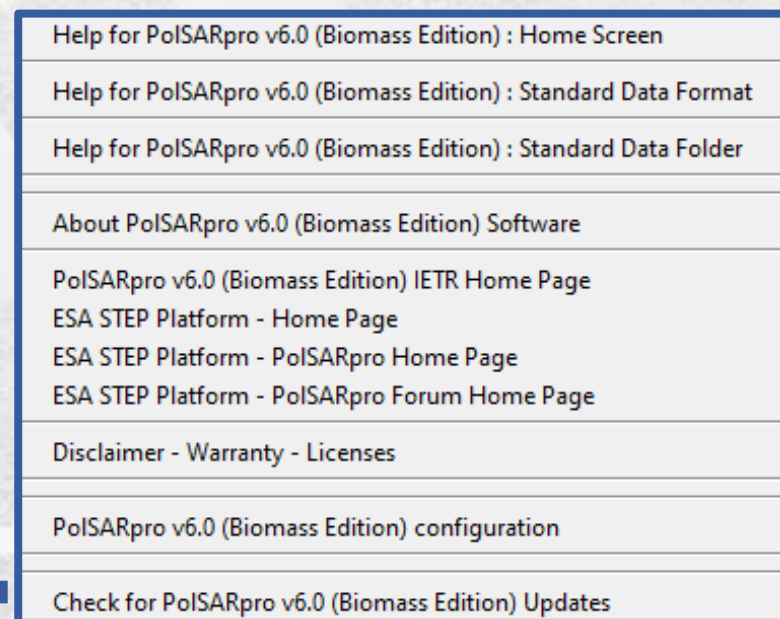 Help for PolSARpro v6.0 (Biomass Edition) : Home Screen
Help for PolSARpro v6.0 (Biomass Edition) : Standard Data Format
Help for PolSARpro v6.0 (Biomass Edition) : Standard Data Folder
About PolSARpro v6.0 (Biomass Edition) Software
PolSARpro v6.0 (Biomass Edition) IETR Home Page
ESA STEP Platform - Home Page
ESA STEP Platform - PolSARpro Home Page
ESA STEP Platform - PolSARpro Forum Home Page
Disclaimer - Warranty - Licenses
PolSARpro v6.0 (Biomass Edition) configuration
Check for PolSARpro v6.0 (Biomass Edition) Updates